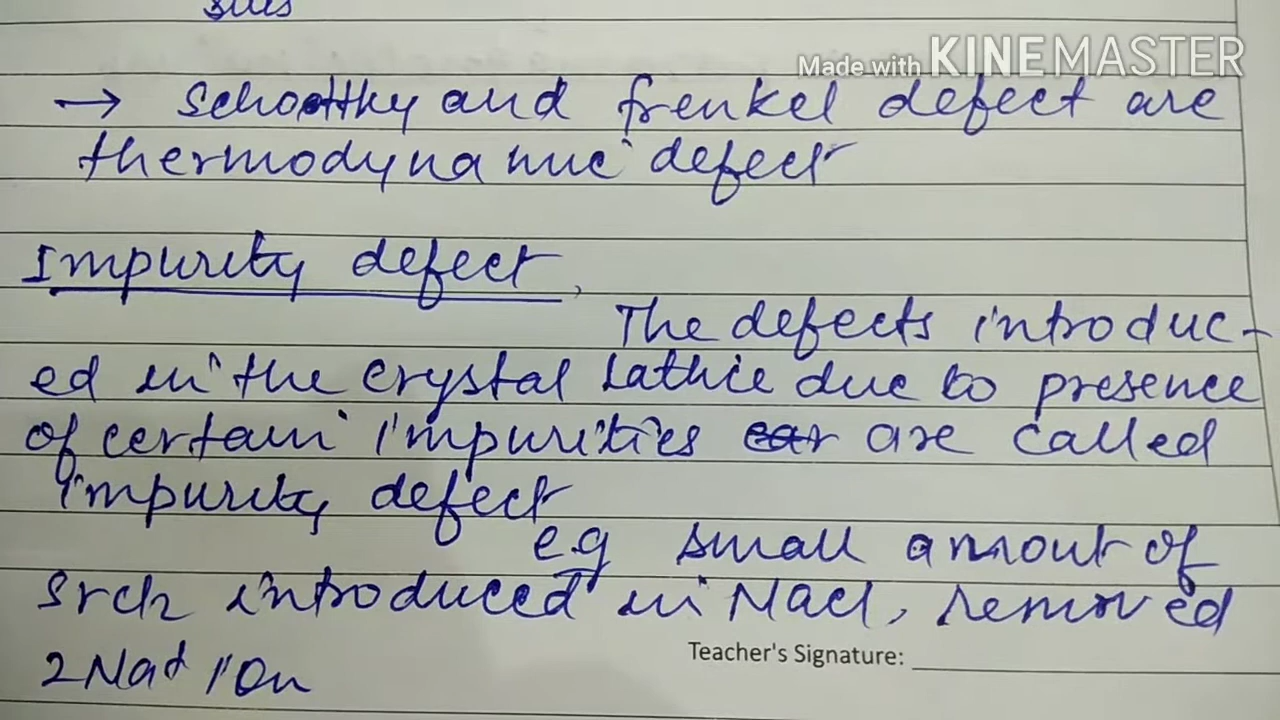 sites
Made with KINEMASTER
→ Schottky and frenkel defect are
thermodynamic defect
Impurity defect,
The defects introduc-
ed in the crystal lattice due to presence
of certain impurities are called
impurity defect
e.g small amount of
SrCl2 introduced in NaCl, removed
2Na+ ion
Teacher's Signature: